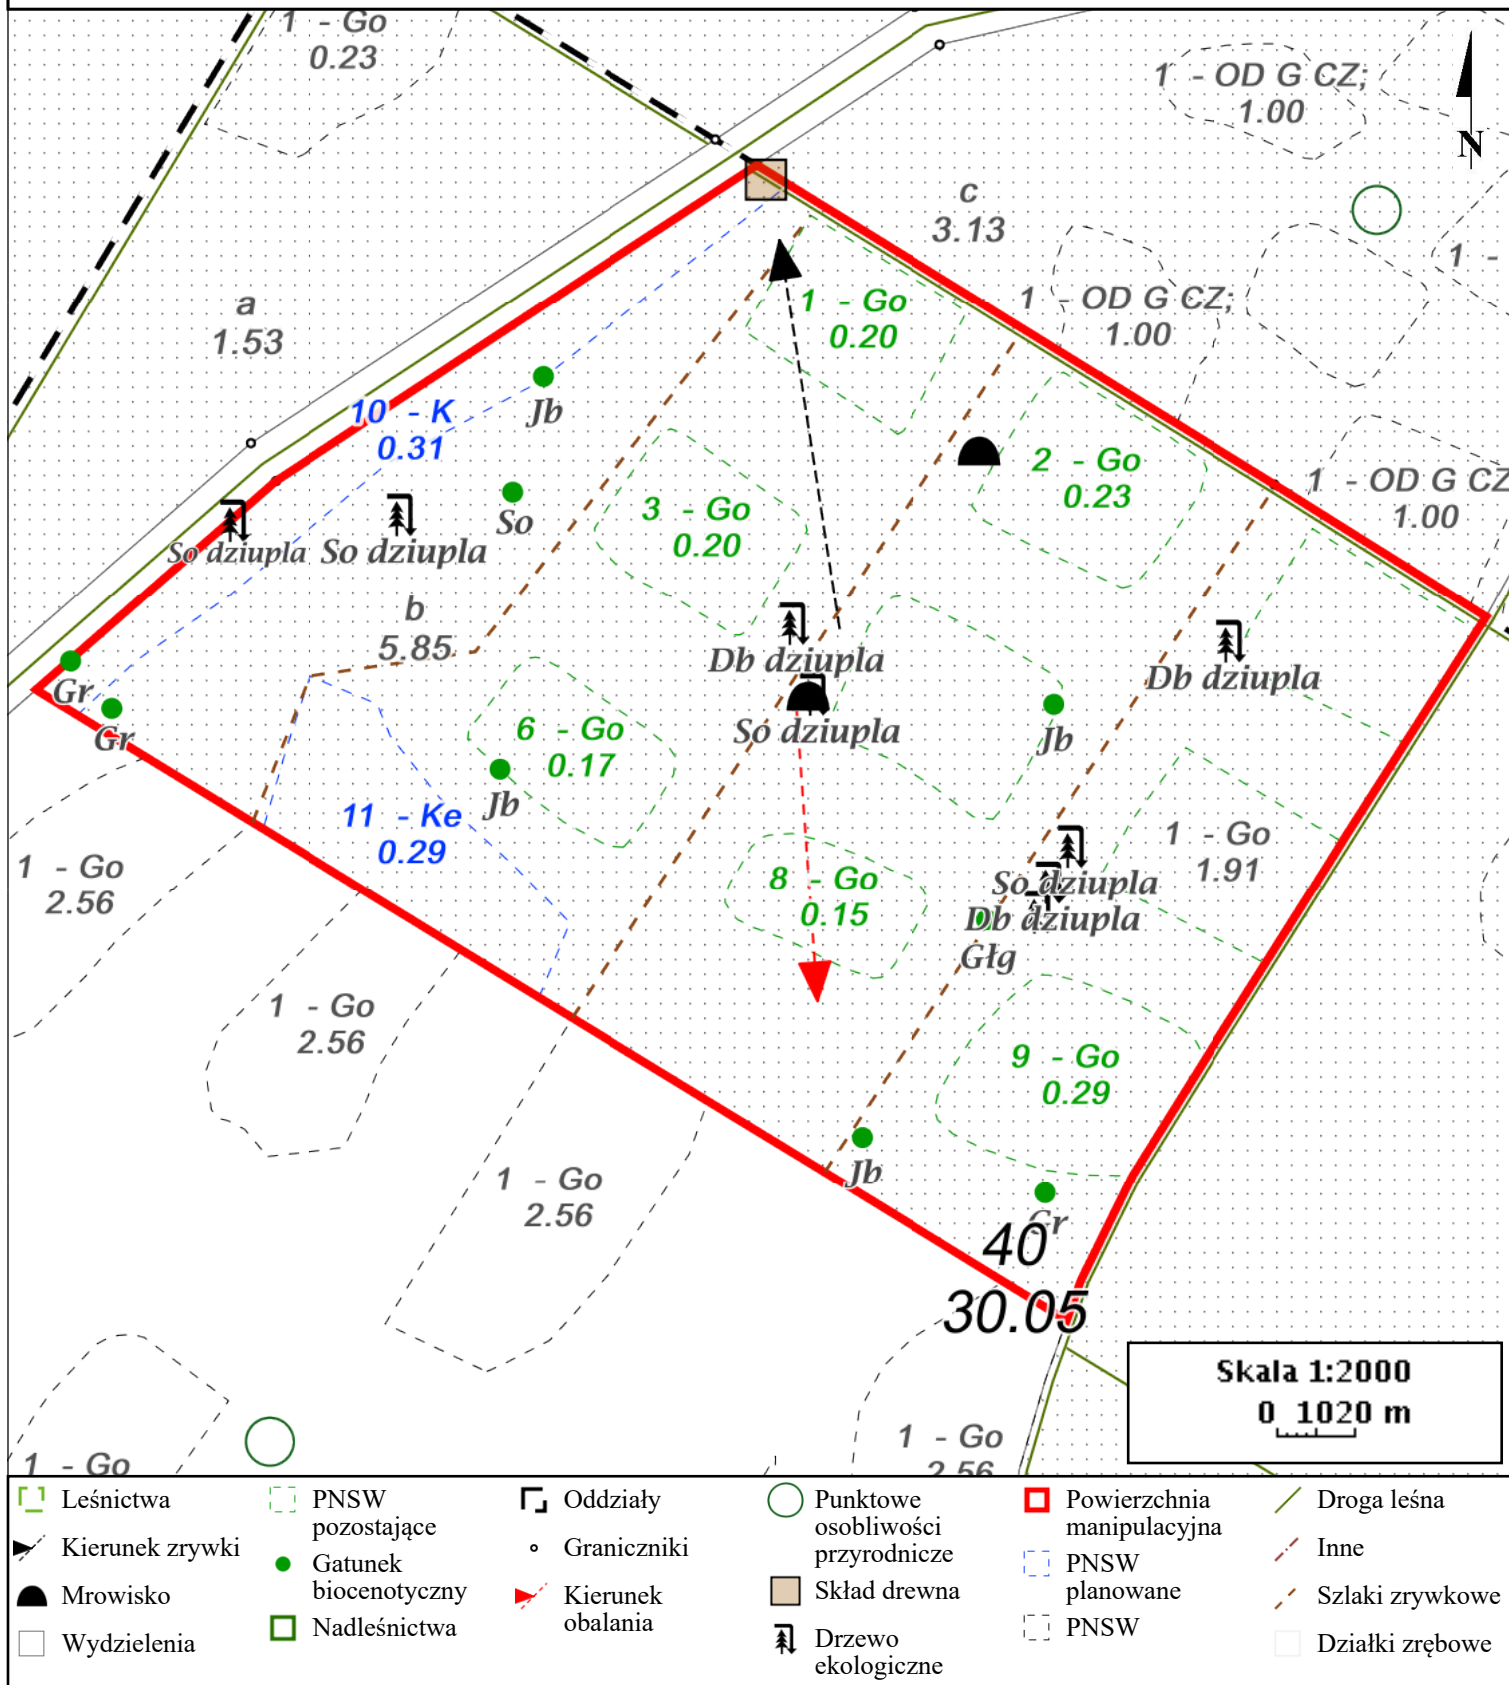 1 - Go
0.23
1 - OD G CZ;
1.00
N
c
3.13
1 -
a
1.53
1 - Go
0.20
1 - OD G CZ;
1.00
10 - K
0.31
Jb
2 - Go
0.23
1 - OD G CZ
1.00
3 - Go
0.20
So
So dziupla
So dziupla
b
5.85
Db dziupla
Db dziupla
Gr
Gr
So dziupla
Jb
6 - Go
0.17
Jb
11 - Ke
0.29
1 - Go
1.91
1 - Go
2.56
8 - Go
0.15
So dziupla
Db dziupla
Głg
1 - Go
2.56
9 - Go
0.29
Jb
1 - Go
2.56
Gr
40
30.05
Skala 1:2000
0 1020 m
1 - Go
2.56
1 - Go
Leśnictwa
Kierunek zrywki
Mrowisko
Wydzielenia
PNSW
pozostające
Gatunek
biocenotyczny
Nadleśnictwa
Oddziały
Graniczniki
Kierunek
obalania
Punktowe
osobliwości
przyrodnicze
Skład drewna
Drzewo
ekologiczne
Powierzchnia
manipulacyjna
PNSW
planowane
PNSW
Droga leśna
Inne
Szlaki zrywkowe
Działki zrębowe